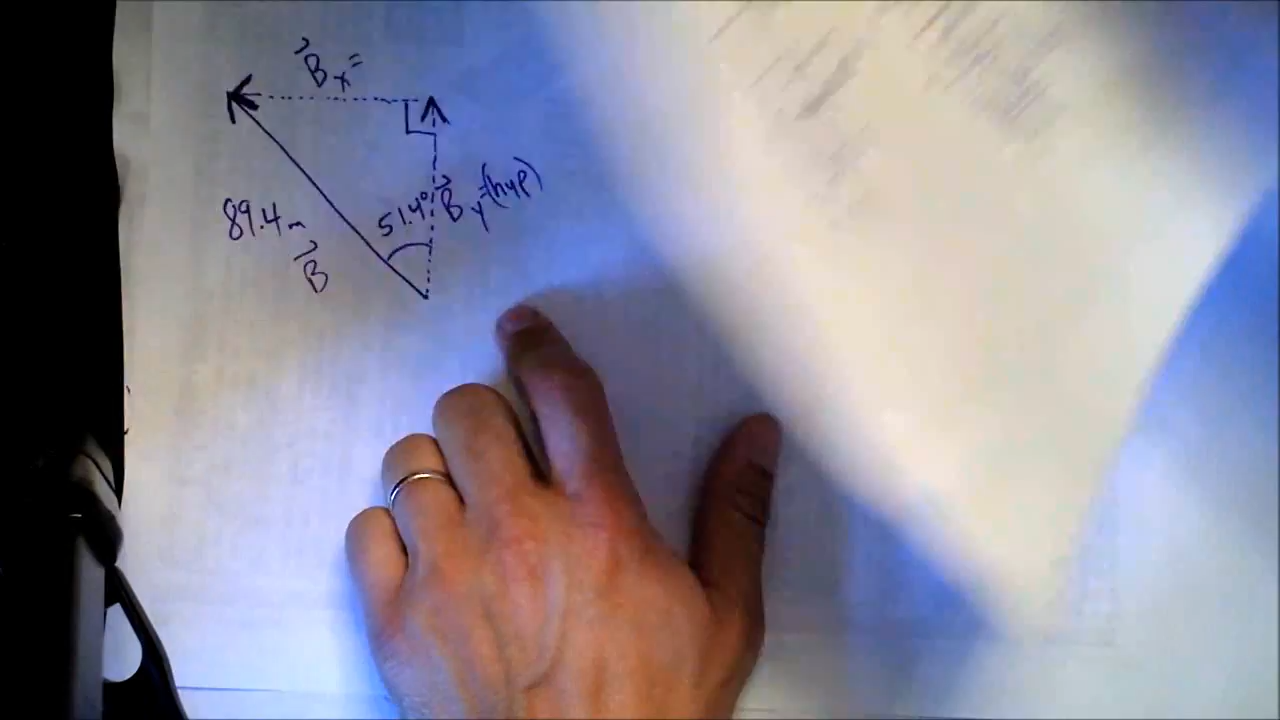 B⃗x =
89.4 m
51.4°
B⃗y = (hyp)
B⃗